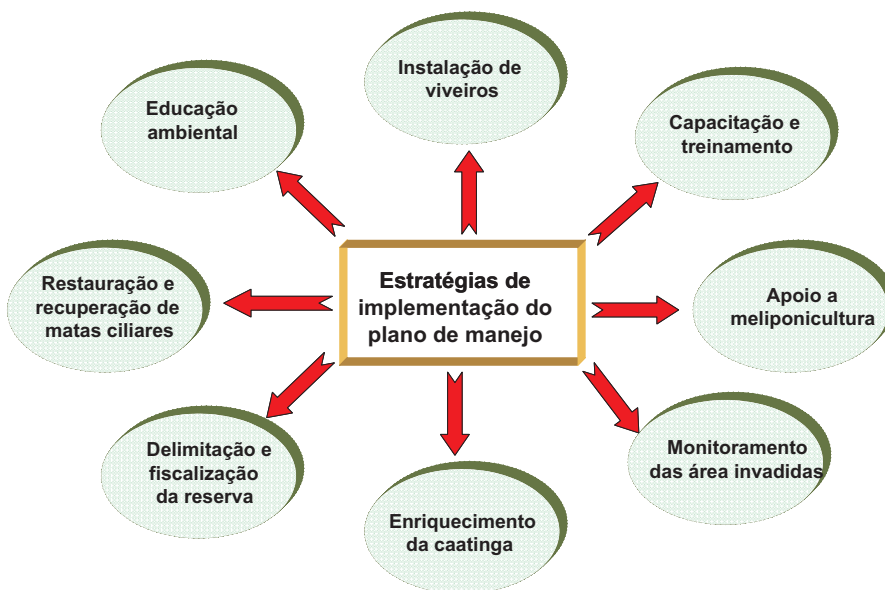 Instalação de
viveiros
Educação
ambiental
Capacitação e
treinamento
Restauração e
recuperação de
matas ciliares
Estratégias de
implementação do
plano de manejo
Apoio a
meliponicultura
Delimitação e
fiscalização
da reserva
Monitoramento
das área invadidas
Enriquecimento
da caatinga